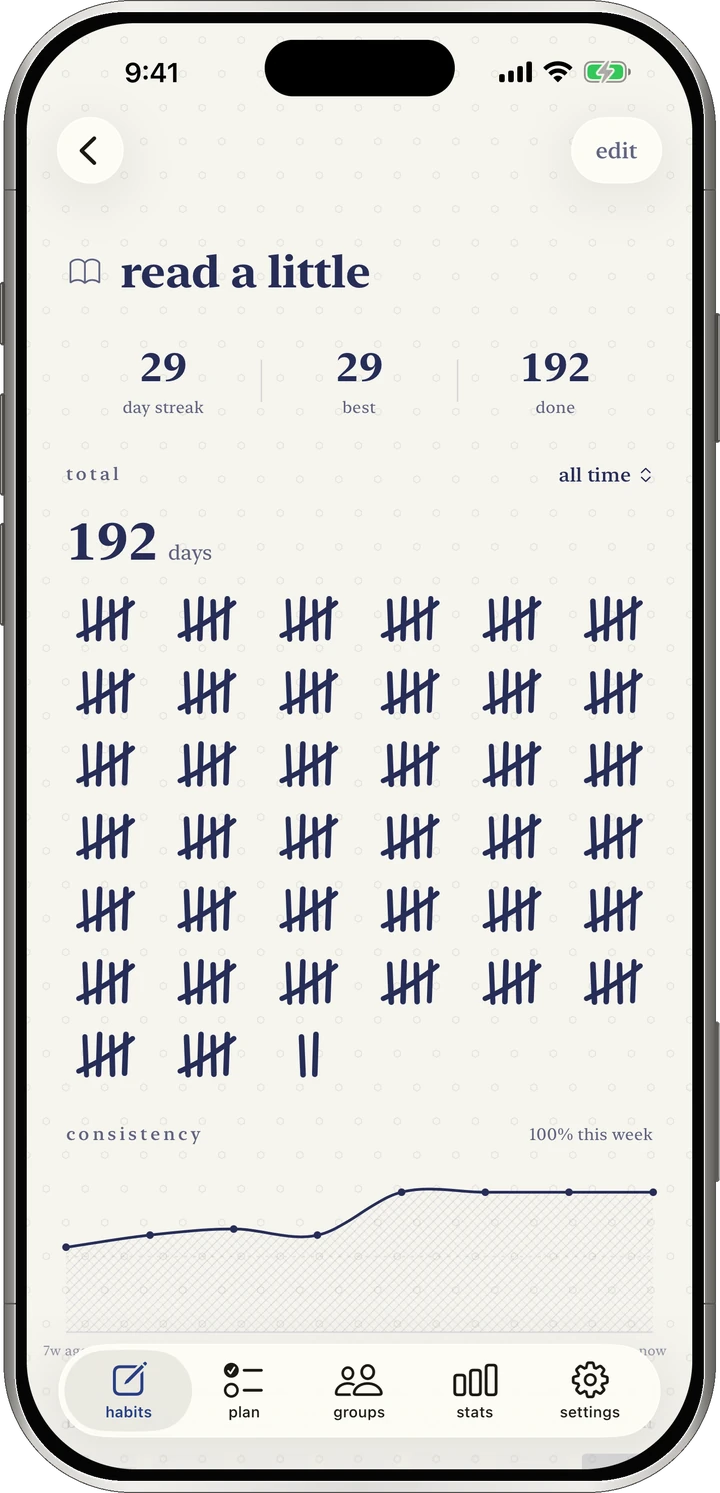 9:41
edit
read a little
29 29 192
day streak best done
total all time
192 days
consistency 100% this week
7w now
habits plan groups stats settings